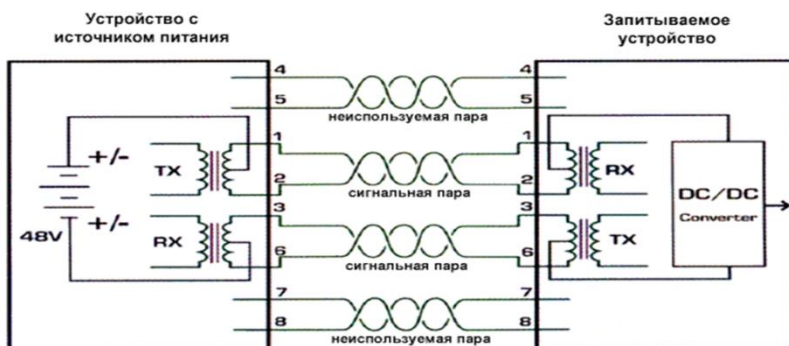 Устройство с
источником питания
Запитываемое
устройство
4
5
неиспользуемая пара
4
5
1
2
TX
+/-
сигнальная пара
1
2
RX
DC/DC
Converter
48V
+/-
RX
3
6
сигнальная пара
3
6
TX
7
8
неиспользуемая пара
7
8